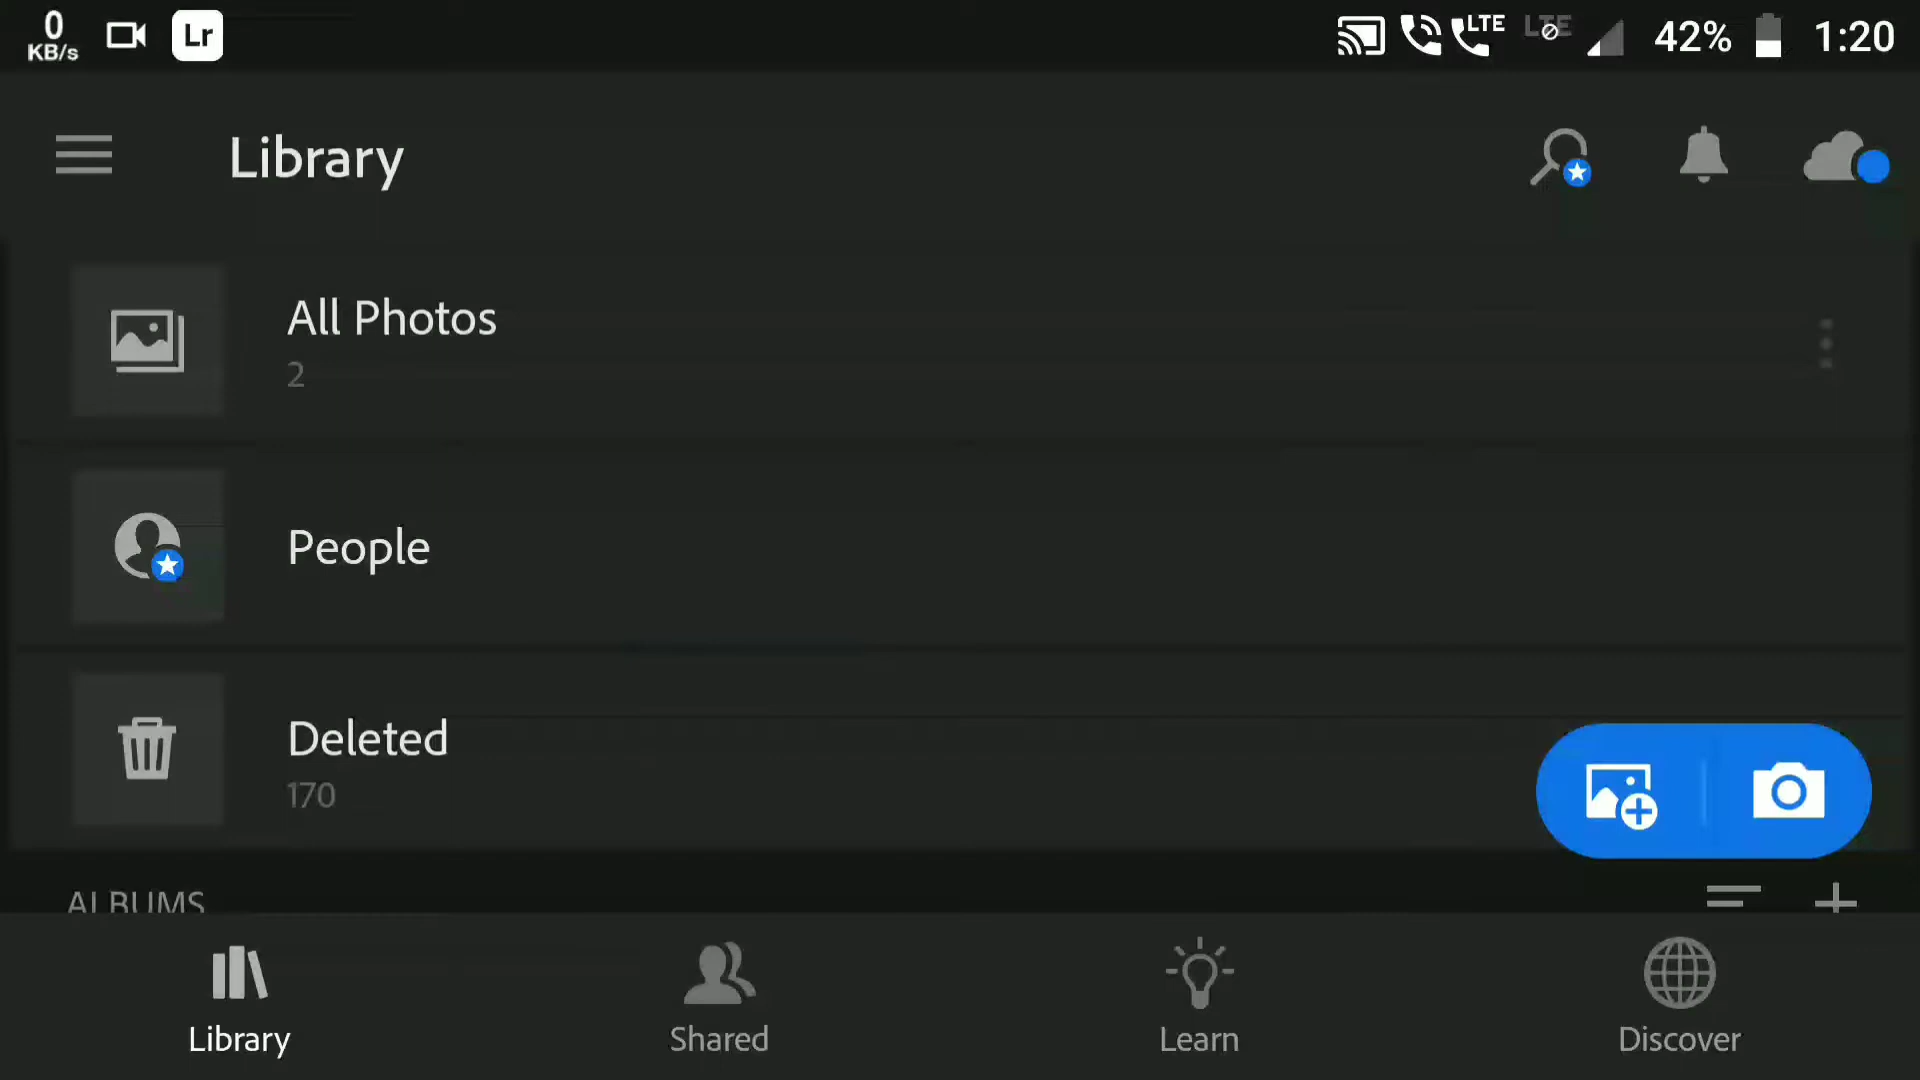 0
KB/s
Lr
LTE
LTE
42%
1:20
Library
All Photos
2
People
Deleted
170
ALBUMS
Library
Shared
Learn
Discover